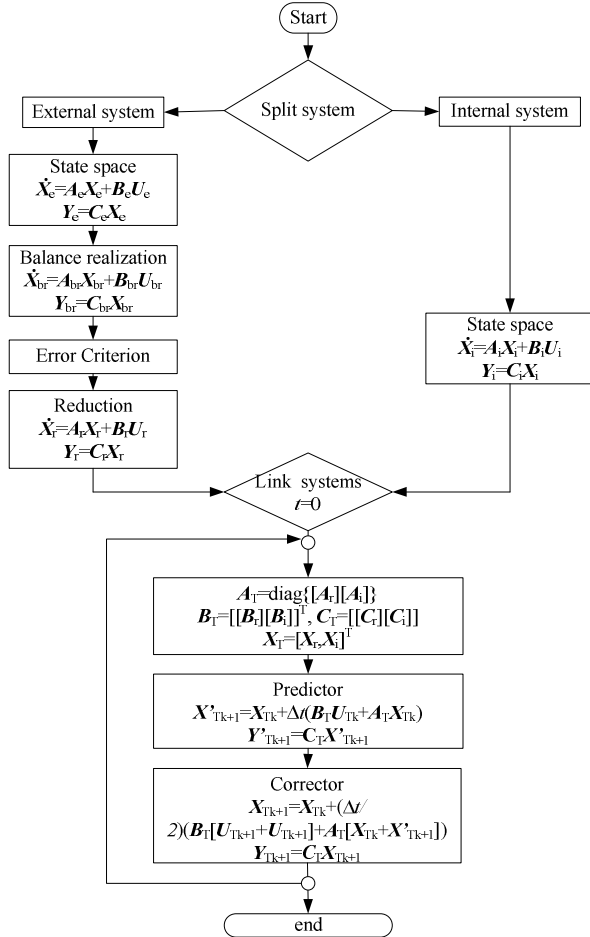 Start
Split system
External system
Internal system
State space
Ẋe=AeXe+BeUe
Ye=CeXe
Balance realization
Ẋbr=AbrXbr+BbrUbr
Ybr=CbrXbr
Error Criterion
Reduction
Ẋr=ArXr+BrUr
Yr=CrXr
State space
Ẋi=AiXi+BiUi
Yi=CiXi
Link systems
t=0
AT=diag{[Ar][Ai]}
BT=[[Br][Bi]]T, CT=[[Cr][Ci]]
XT=[Xr,Xi]T
Predictor
X'Tk+1=XTk+Δt(BTUTk+ATXTk)
Y'Tk+1=CTX'Tk+1
Corrector
XTk+1=XTk+(Δt/
2)(BT[UTk+1+UTk+1]+AT[XTk+X'Tk+1])
YTk+1=CTXTk+1
end